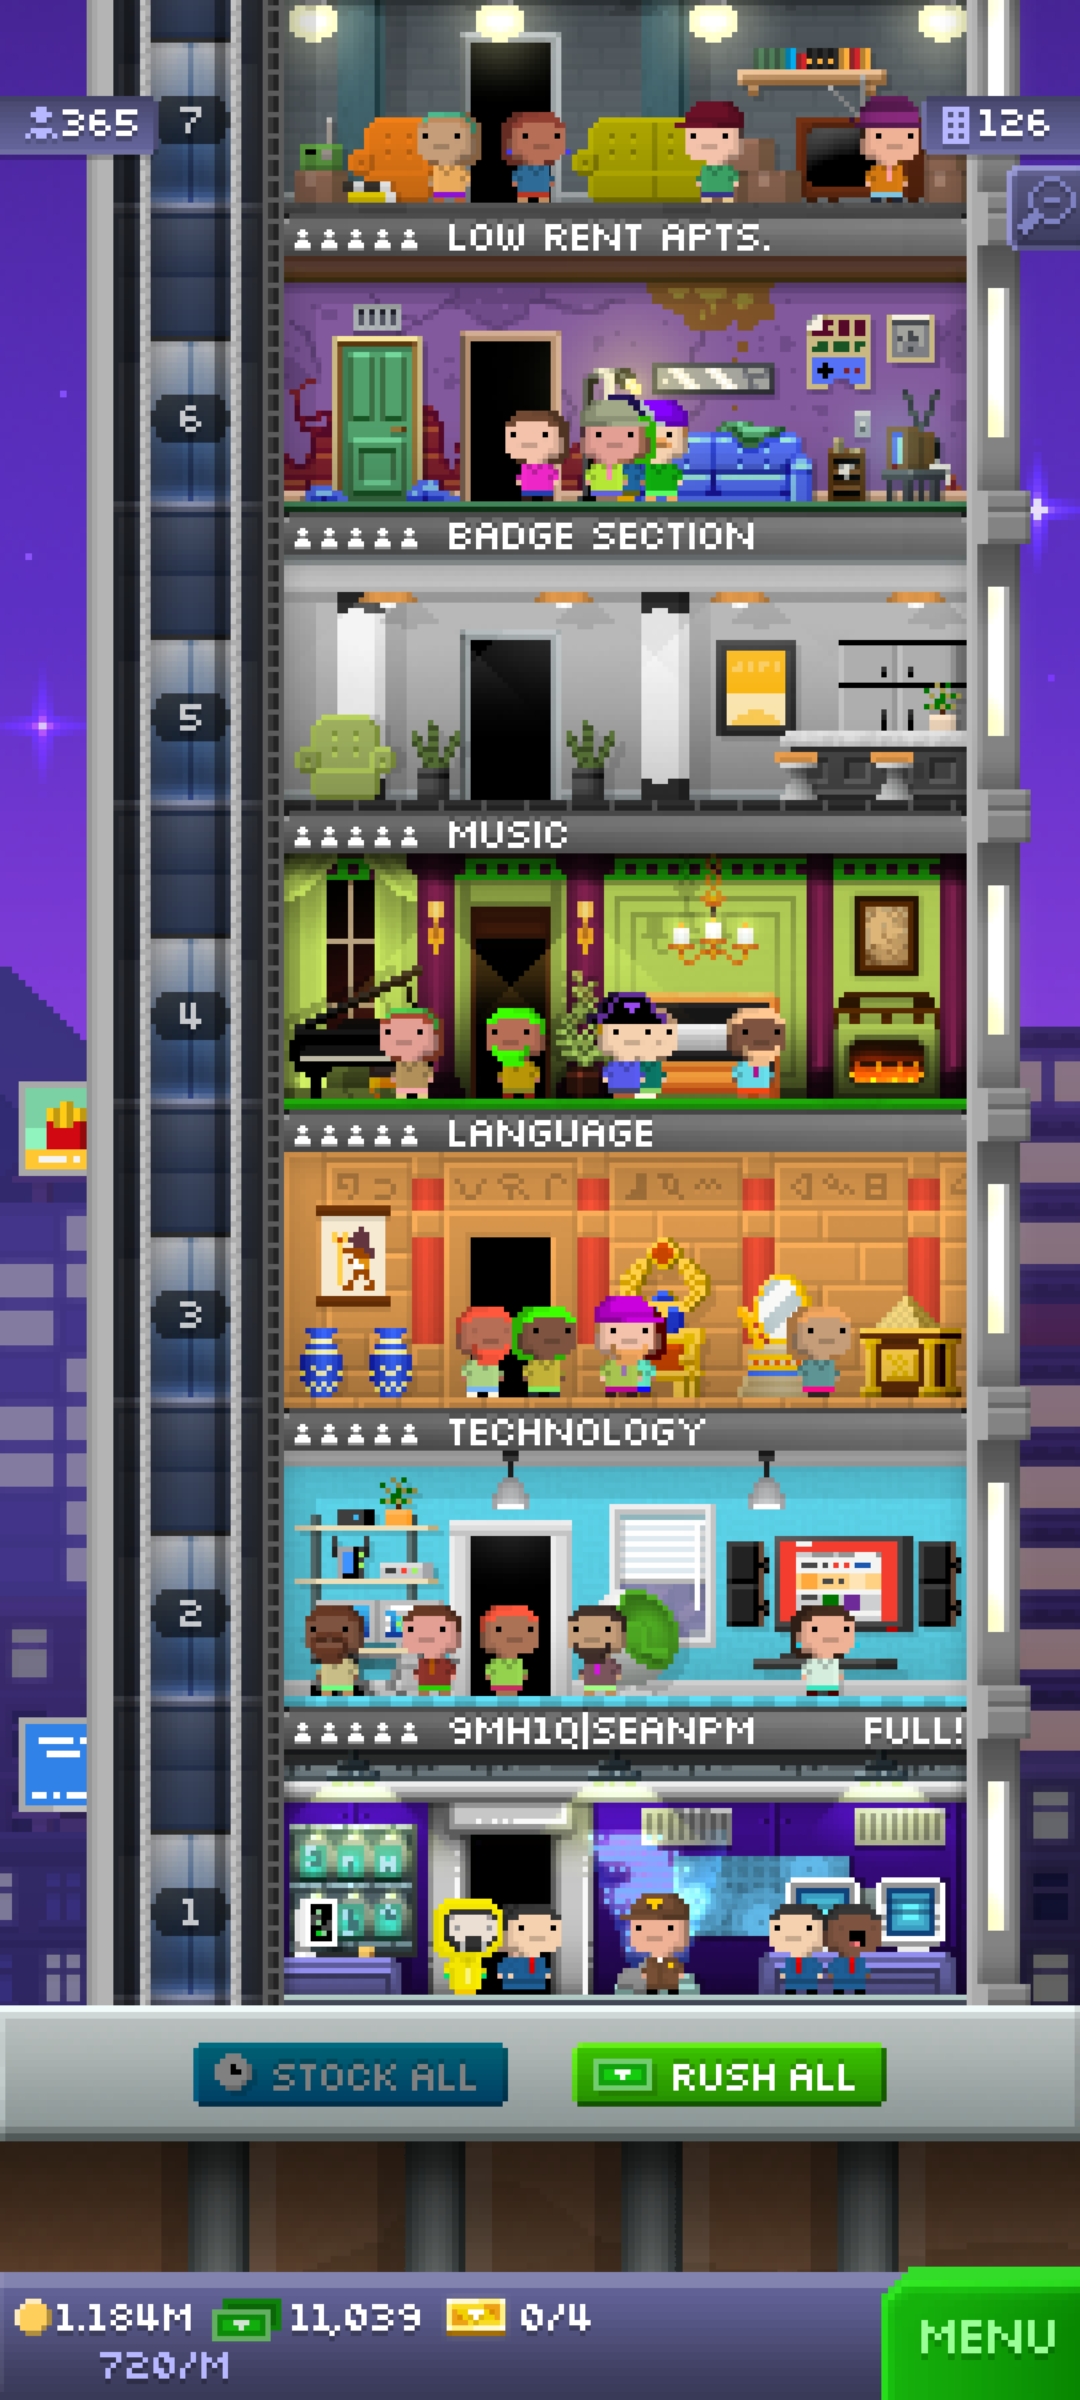 365
7
126
LOW RENT APTS.
6
BADGE SECTION
5
MUSIC
4
LANGUAGE
3
TECHNOLOGY
2
9MH1Q|SEANPM FULL!
1
STOCK ALL
RUSH ALL
1.184M 11,039 0/4
720/M
MENU